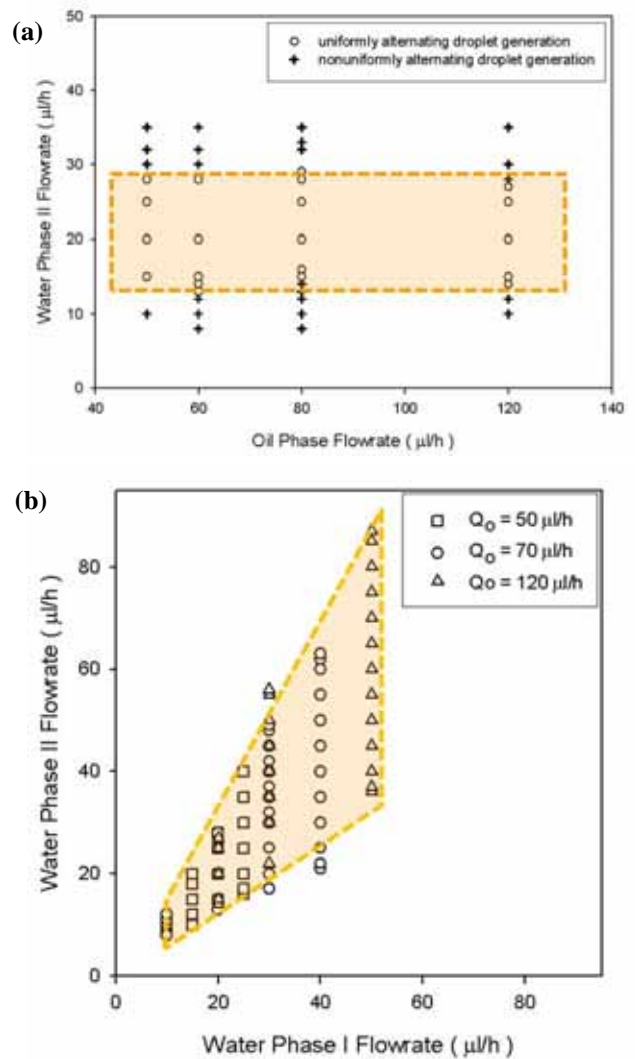 (a)
50
40
30
20
10
0
Water Phase II Flowrate ( μl/h )
uniformly alternating droplet generation
nonuniformly alternating droplet generation
40 60 80 100 120 140
Oil Phase Flowrate ( μl/h )
(b)
80
60
40
20
0
Water Phase II Flowrate ( μl/h )
Qo = 50 μl/h
Qo = 70 μl/h
Qo = 120 μl/h
0 20 40 60 80
Water Phase I Flowrate ( μl/h )